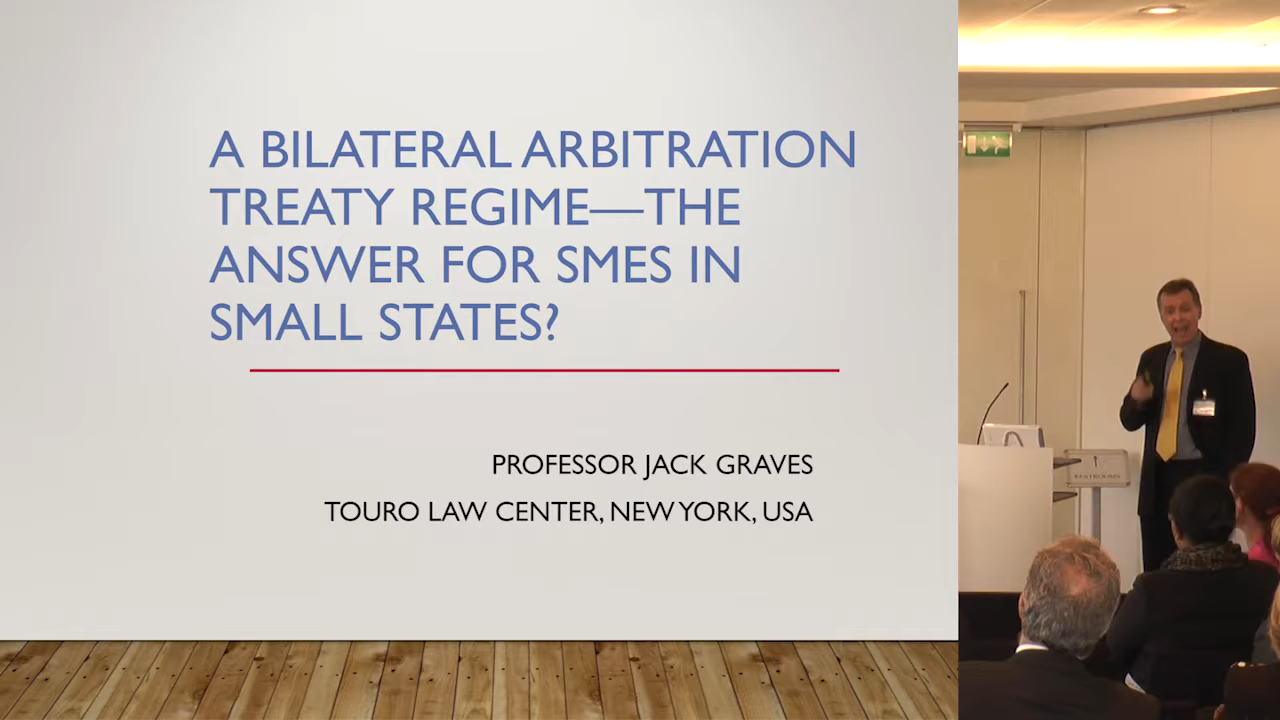 A BILATERAL ARBITRATION
TREATY REGIME—THE
ANSWER FOR SMES IN
SMALL STATES?
PROFESSOR JACK GRAVES
TOURO LAW CENTER, NEW YORK, USA
RESTROOMS